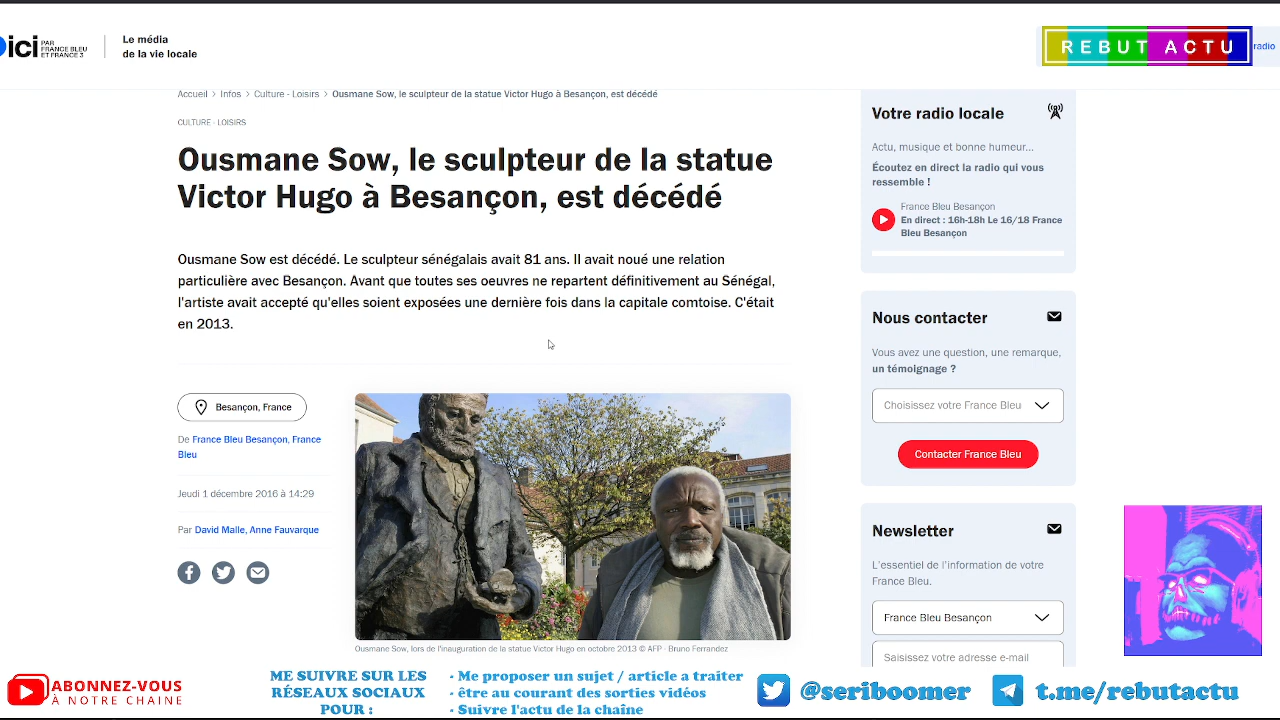 ici PAR FRANCE BLEU ET FRANCE 3
Le média
de la vie locale
REBUT ACTU
radio
Accueil > Infos > Culture - Loisirs > Ousmane Sow, le sculpteur de la statue Victor Hugo à Besançon, est décédé
CULTURE - LOISIRS
Ousmane Sow, le sculpteur de la statue
Victor Hugo à Besançon, est décédé
Ousmane Sow est décédé. Le sculpteur sénégalais avait 81 ans. Il avait noué une relation
particulière avec Besançon. Avant que toutes ses oeuvres ne repartent définitivement au Sénégal,
l'artiste avait accepté qu'elles soient exposées une dernière fois dans la capitale comtoise. C'était
en 2013.
Besançon, France
De France Bleu Besançon, France
Bleu
Jeudi 1 décembre 2016 à 14:29
Par David Malle, Anne Fauvarque
Ousmane Sow, lors de l'inauguration de la statue Victor Hugo en octobre 2013 © AFP - Bruno Ferrandez
Votre radio locale
Actu, musique et bonne humeur...
Écoutez en direct la radio qui vous
ressemble !
France Bleu Besançon
En direct : 16h-18h Le 16/18 France
Bleu Besançon
Nous contacter
Vous avez une question, une remarque,
un témoignage ?
Choisissez votre France Bleu
Contacter France Bleu
Newsletter
L'essentiel de l'information de votre
France Bleu.
France Bleu Besançon
Saisissez votre adresse e-mail
ABONNEZ-VOUS
À NOTRE CHAINE
ME SUIVRE SUR LES
RÉSEAUX SOCIAUX
POUR :
- Me proposer un sujet / article a traiter
- être au courant des sorties vidéos
- Suivre l'actu de la chaîne
@seriboomer
t.me/rebutactu